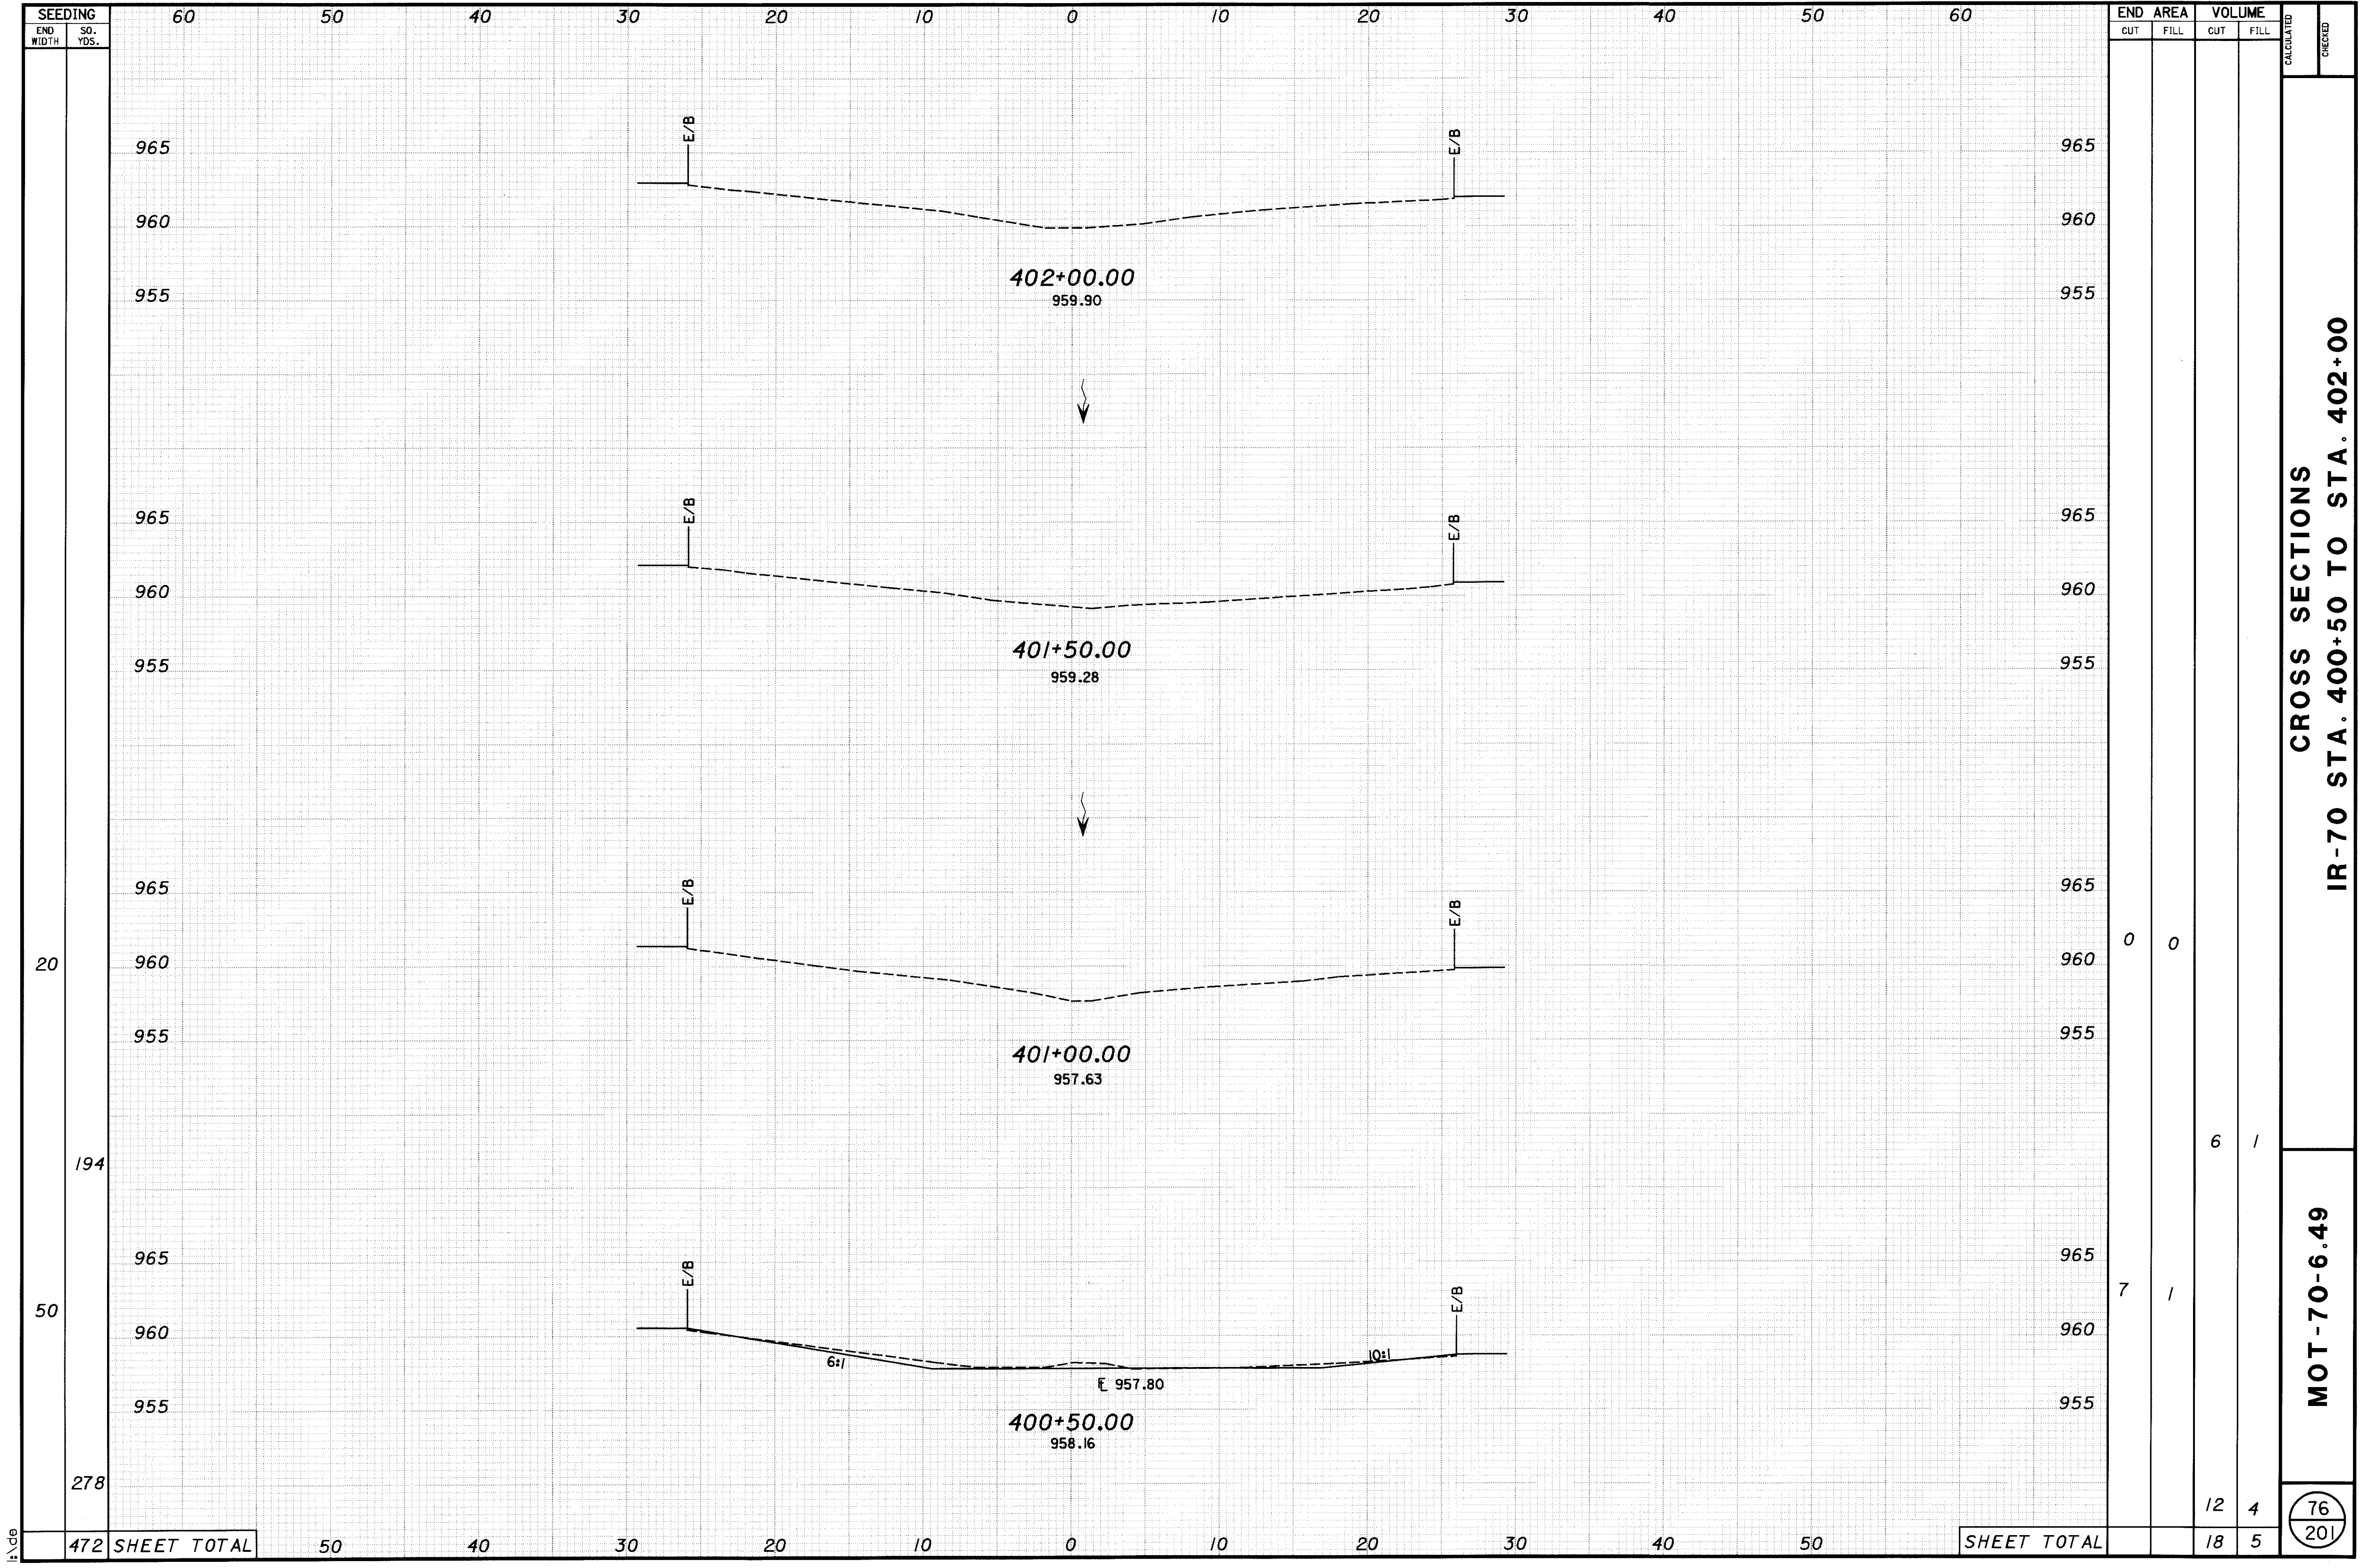 SEEDING
END WIDTH SQ. YDS.
60 50 40 30 20 10 0 10 20 30 40 50 60
END AREA VOLUME
CUT FILL CUT FILL
CALCULATED
CHECKED
E/B E/B
965 965
960 960
955 955
402+00.00
959.90
E/B E/B
965 965
960 960
955 955
401+50.00
959.28
E/B E/B
965 965
20 960 960 0 0
955 955
401+00.00
957.63
6 1
194
E/B E/B
965 965
50 7 1
960 960
6:1 10:1
955 955
℄ 957.80
400+50.00
958.16
278
12 4
472 SHEET TOTAL 50 40 30 20 10 0 10 20 30 40 50 SHEET TOTAL 18 5
CROSS SECTIONS
IR-70 STA. 400+50 TO STA. 402+00
MOT-70-6.49
76
201
I:\de